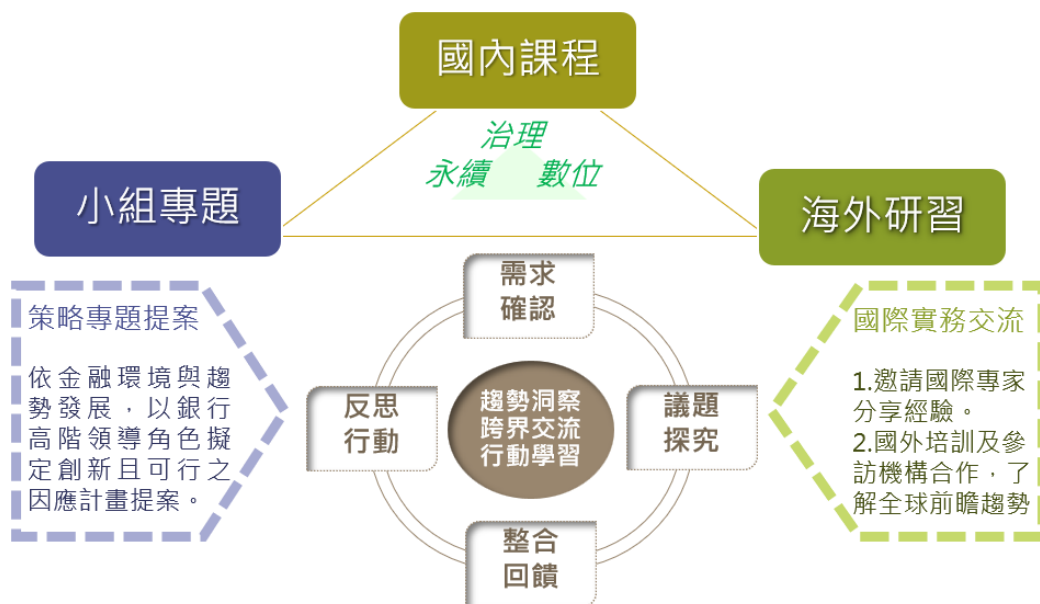 國內課程
治理
永續 數位
小組專題
海外研習
策略專題提案
依金融環境與趨
勢發展，以銀行
高階領導角色擬
定創新且可行之
因應計畫提案。
需求
確認
反思
行動
趨勢洞察
跨界交流
行動學習
議題
探究
整合
回饋
國際實務交流
1.邀請國際專家
分享經驗。
2.國外培訓及參
訪機構合作，了
解全球前瞻趨勢